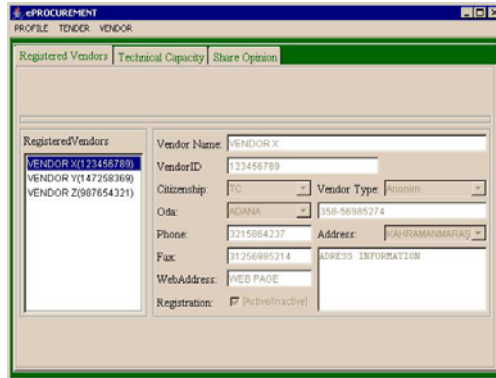 ePROCUREMENT
PROFILE TENDER VENDOR
Registered Vendors Technical Capacity Share Opinion
RegisteredVendors
VENDOR X(123456789)
VENDOR Y(147258369)
VENDOR Z(987654321)
Vendor Name: VENDOR X
VendorID 123456789
Citizenship: TC Vendor Type: Anonim
Oda: ADANA 358-56985274
Phone: 3215864237 Address: KAHRAMANMARAŞ
Fax: 31256985214 ADRESS INFORMATION
WebAddress: WEB PAGE
Registration: [Active/Inactive]